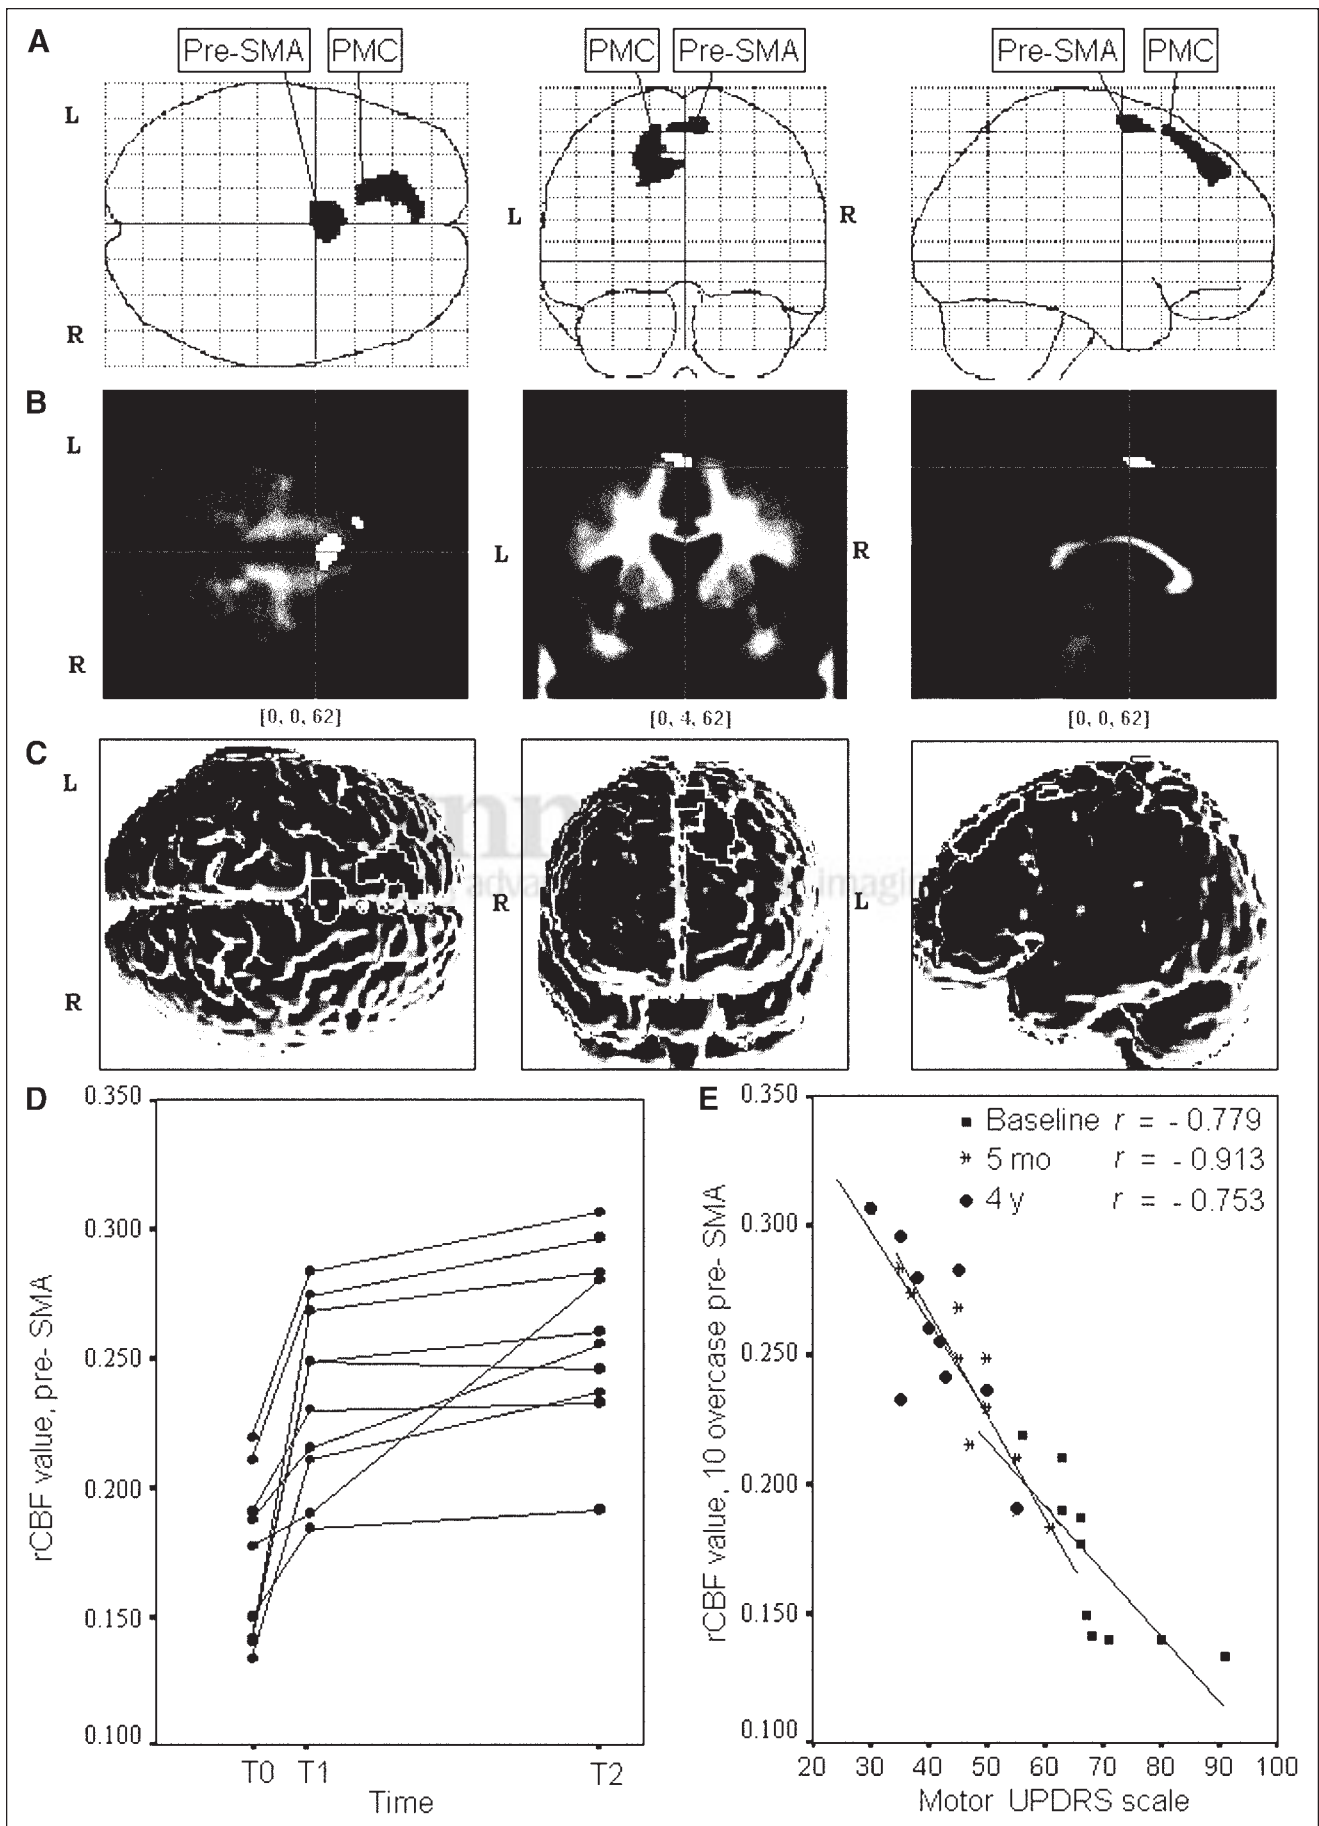 A
Pre-SMA PMC
PMC Pre-SMA
Pre-SMA PMC
L
R
L
R
B
L
R
L
R
[0, 0, 62]
[0, 4, 62]
[0, 0, 62]
C
L
R
R
L
advan
imagin
D
0.350
0.300
0.250
0.200
0.150
0.100
rCBF value, pre- SMA
T0 T1 T2
Time
E
0.350
0.300
0.250
0.200
0.150
0.100
rCBF value, 10 overcase pre- SMA
Baseline r = - 0.779
5 mo r = - 0.913
4 y r = - 0.753
20 30 40 50 60 70 80 90 100
Motor UPDRS scale